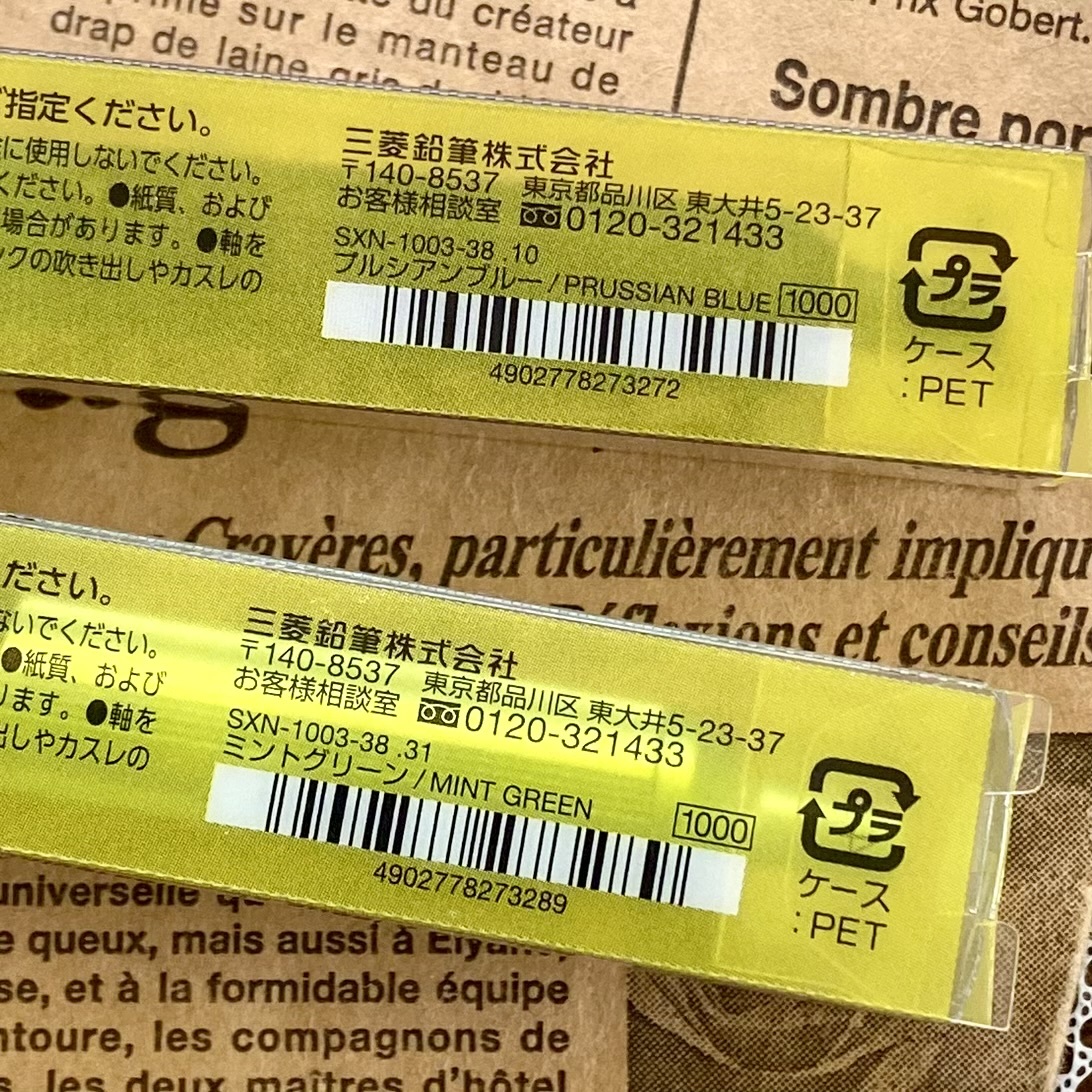 sur le manteau de
du créateur
drap de laine
Gobert.
Sombre
指定ください。
に使用しないでください。
ください。●紙質、および
場合があります。●軸を
クの吹き出しやカスレの
三菱鉛筆株式会社
〒140-8537 東京都品川区 東大井5-23-37
お客様相談室 0120-321433
SXN-1003-38 .10
プルシアンブルー/PRUSSIAN BLUE 1000
4902778273272
プラ
ケース
:PET
Crayères, particulièrement impliqu
Réflexions et conseils
ださい。
ないでください。
●紙質、および
ります。●軸を
出しやカスレの
三菱鉛筆株式会社
〒140-8537 東京都品川区 東大井5-23-37
お客様相談室 0120-321433
SXN-1003-38 .31
ミントグリーン/MINT GREEN 1000
4902778273289
プラ
ケース
:PET
universelle
e queux, mais aussi à
se, et à la formidable équipe
ntoure, les compagnons de
les deux maîtres d'hôtel